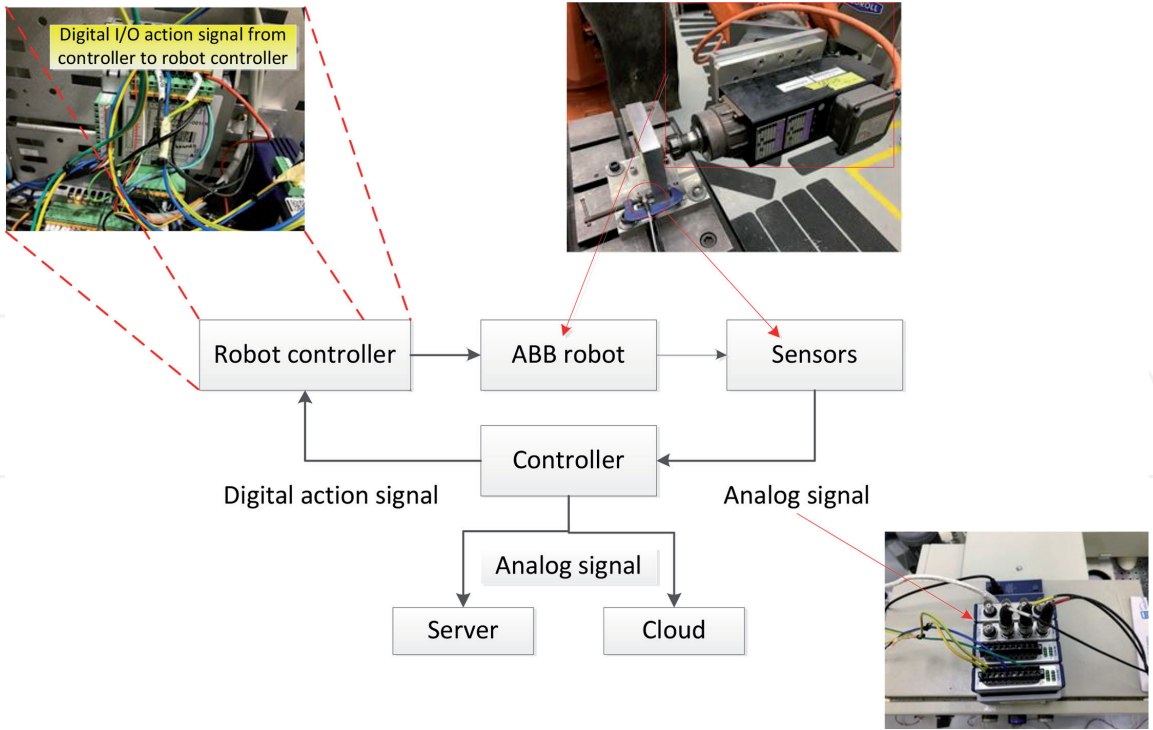 Digital I/O action signal from
controller to robot controller
Robot controller
ABB robot
Sensors
Controller
Digital action signal
Analog signal
Analog signal
Server
Cloud